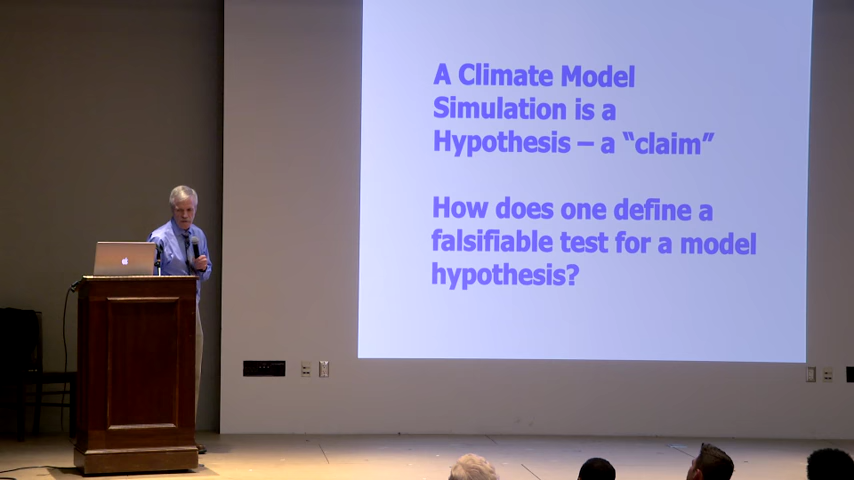 A Climate Model
Simulation is a
Hypothesis – a “claim”
How does one define a
falsifiable test for a model
hypothesis?